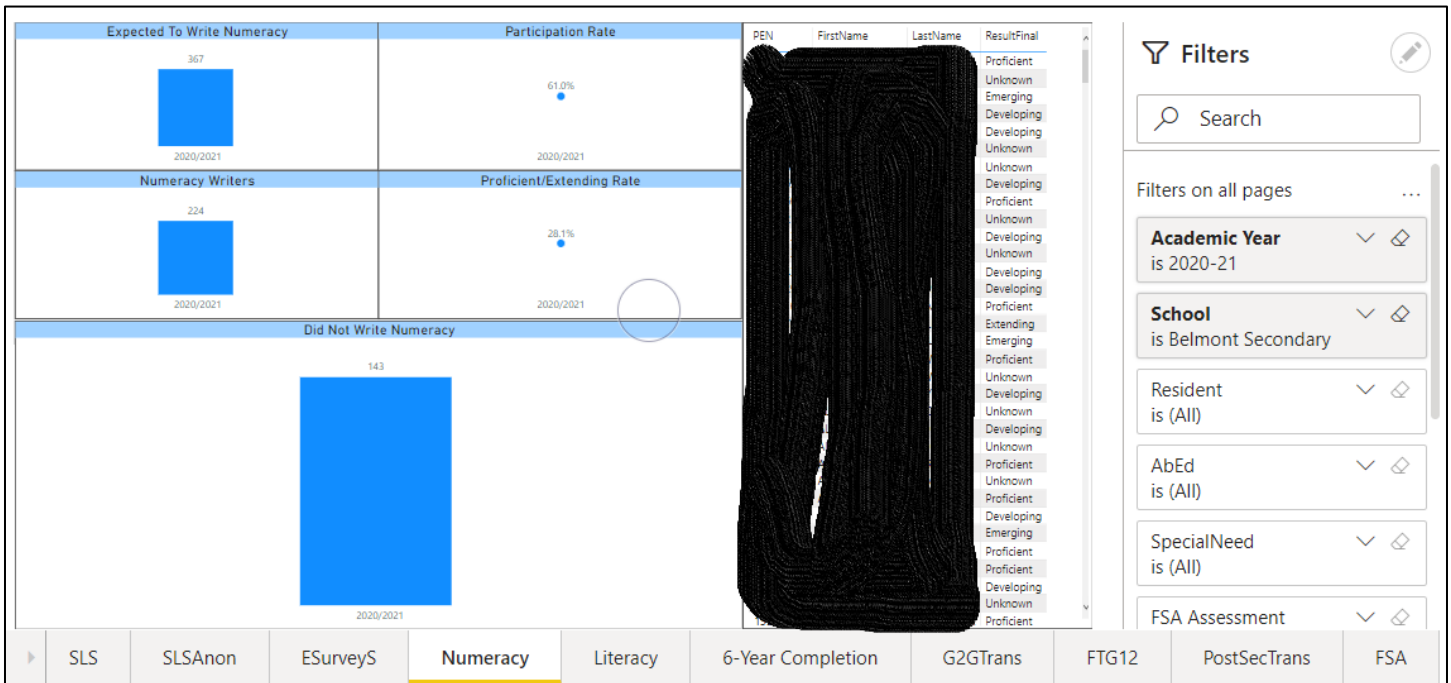 Expected To Write Numeracy
367
2020/2021
Participation Rate
61.0%
2020/2021
Numeracy Writers
224
2020/2021
Proficient/Extending Rate
28.1%
2020/2021
Did Not Write Numeracy
143
2020/2021
PEN FirstName LastName ResultFinal
Proficient
Unknown
Emerging
Developing
Developing
Unknown
Unknown
Developing
Proficient
Unknown
Developing
Unknown
Developing
Developing
Proficient
Extending
Emerging
Proficient
Unknown
Developing
Unknown
Developing
Unknown
Proficient
Unknown
Proficient
Developing
Emerging
Proficient
Proficient
Developing
Unknown
Proficient
Filters
Search
Filters on all pages ...
Academic Year
is 2020-21
School
is Belmont Secondary
Resident
is (All)
AbEd
is (All)
SpecialNeed
is (All)
FSA Assessment
SLS SLSAnon ESurveyS Numeracy Literacy 6-Year Completion G2GTrans FTG12 PostSecTrans FSA